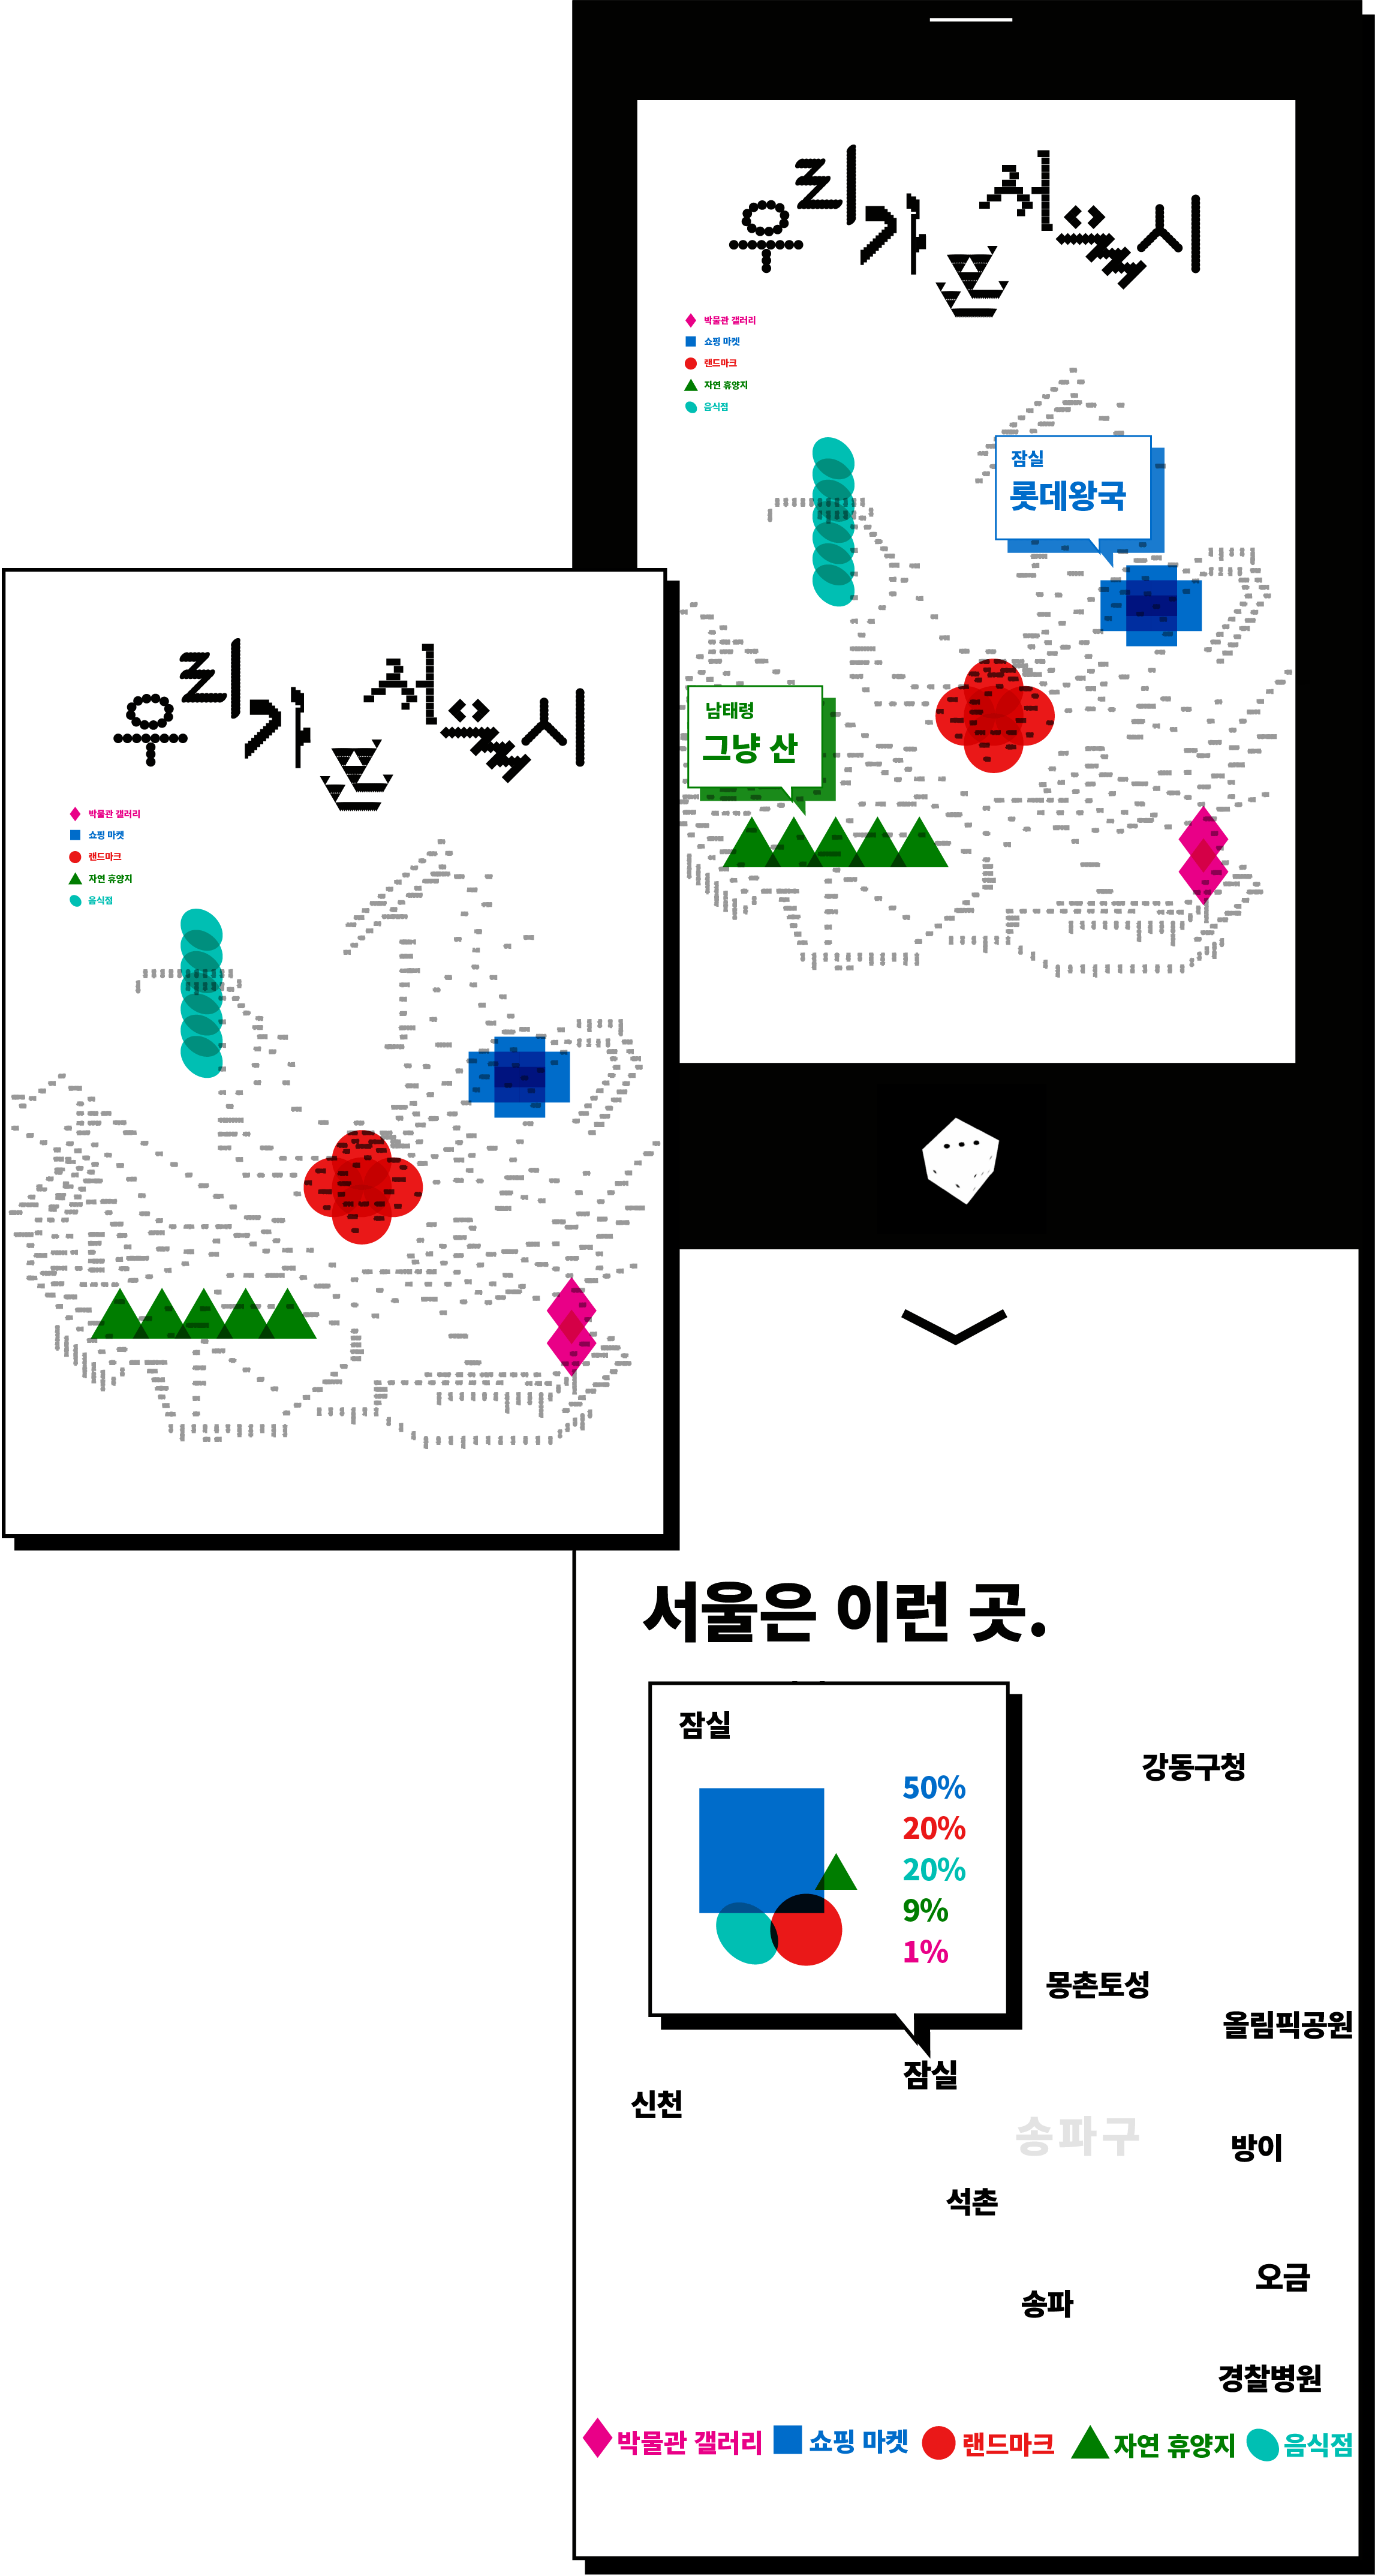 우리가 본 서울시
박물관 갤러리
쇼핑 마켓
랜드마크
자연 휴양지
음식점
잠실
롯데왕국
남태령
그냥 산
우리가 본 서울시
박물관 갤러리
쇼핑 마켓
랜드마크
자연 휴양지
음식점
서울은 이런 곳.
잠실
50%
20%
20%
9%
1%
강동구청
몽촌토성
올림픽공원
잠실
신천
송파구
방이
석촌
오금
송파
경찰병원
박물관 갤러리 쇼핑 마켓 랜드마크 자연 휴양지 음식점